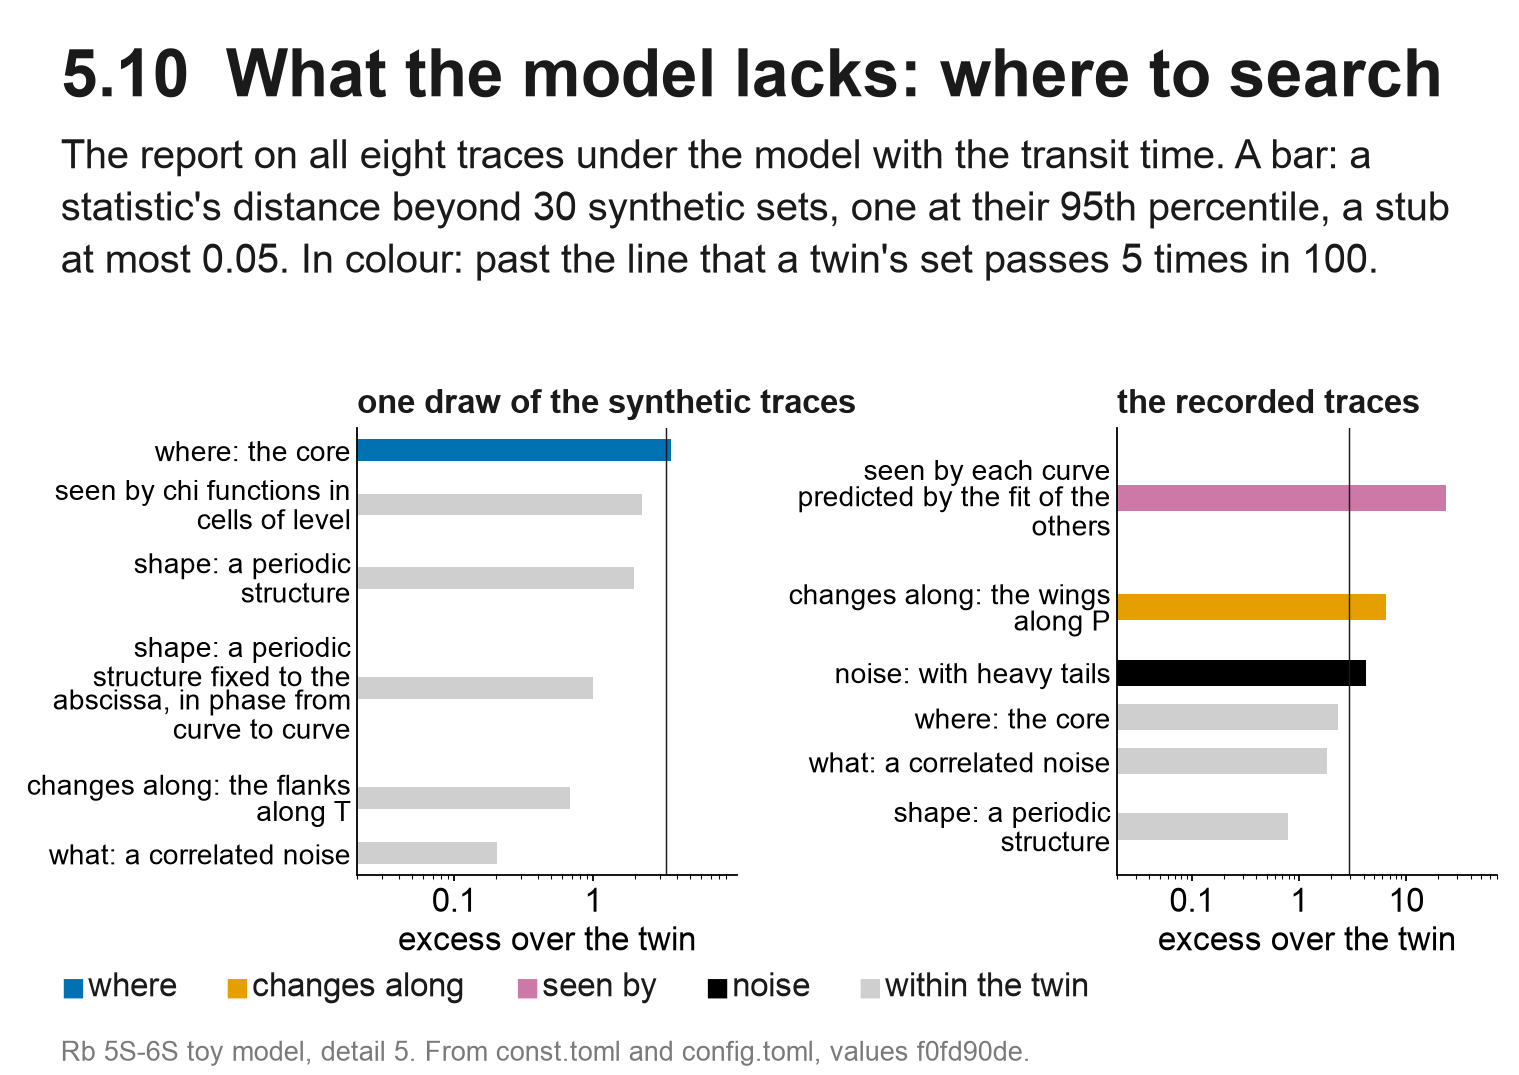 5.10 What the model lacks: where to search
The report on all eight traces under the model with the transit time. A bar: a
statistic's distance beyond 30 synthetic sets, one at their 95th percentile, a stub
at most 0.05. In colour: past the line that a twin's set passes 5 times in 100.
one draw of the synthetic traces
where: the core
seen by chi functions in
cells of level
shape: a periodic
structure
shape: a periodic
structure fixed to the
abscissa, in phase from
curve to curve
changes along: the flanks
along T
what: a correlated noise
0.1 1
excess over the twin
the recorded traces
seen by each curve
predicted by the fit of the
others
changes along: the wings
along P
noise: with heavy tails
where: the core
what: a correlated noise
shape: a periodic
structure
0.1 1 10
excess over the twin
where changes along seen by noise within the twin
Rb 5S-6S toy model, detail 5. From const.toml and config.toml, values f0fd90de.